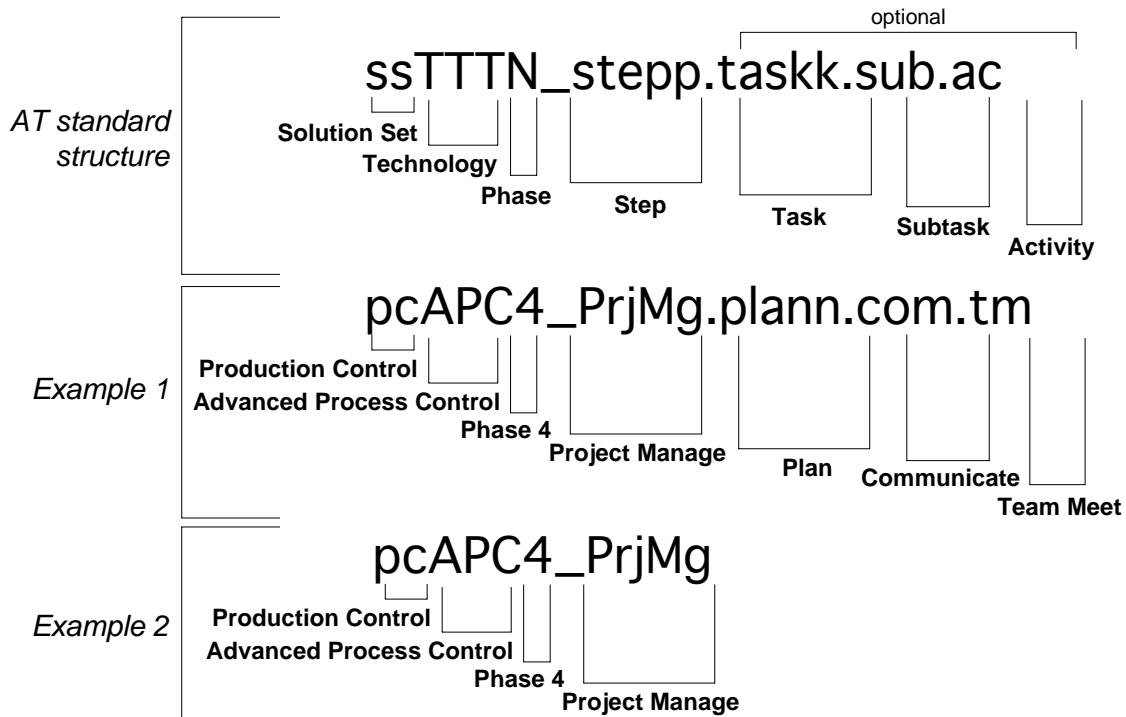 optional
ssTTTN_stepp.taskk.sub.ac
AT standard
structure
Solution Set
Technology
Phase
Step
Task
Subtask
Activity
pcAPC4_PrjMg.plann.com.tm
Example 1
Production Control
Advanced Process Control
Phase 4
Project Manage
Plan
Communicate
Team Meet
pcAPC4_PrjMg
Example 2
Production Control
Advanced Process Control
Phase 4
Project Manage